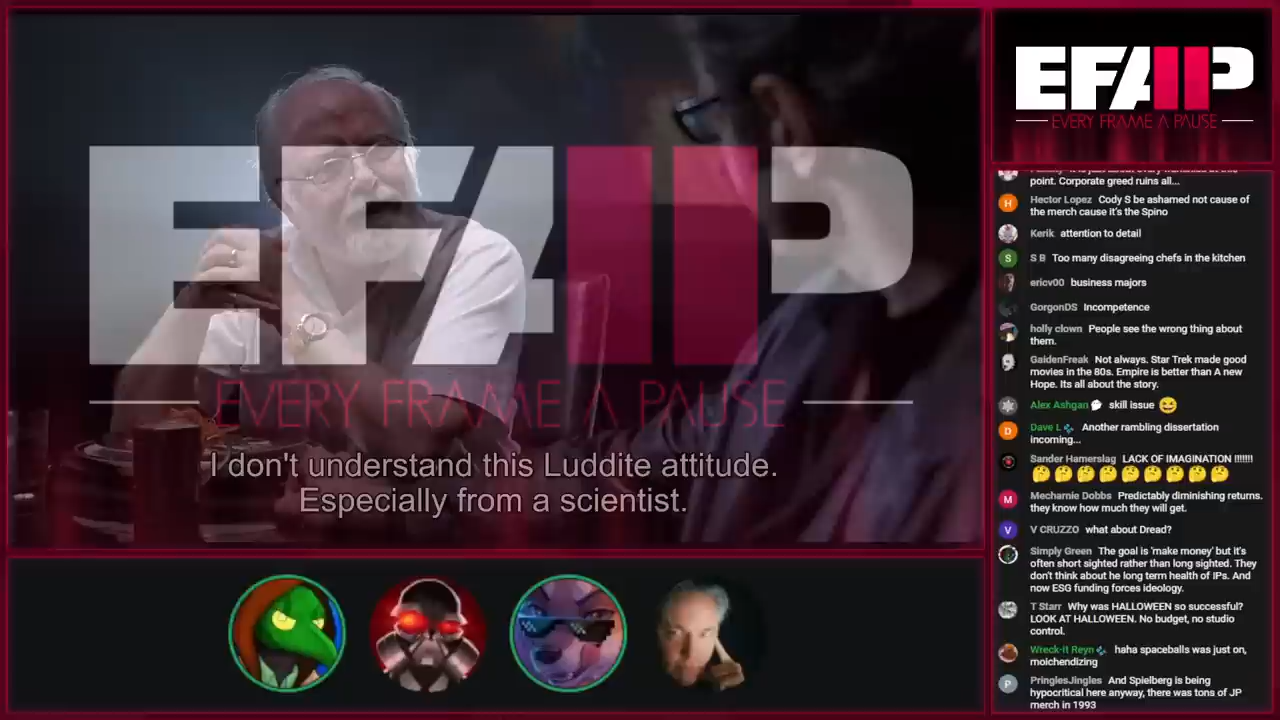 EFAP
EVERY FRAME A PAUSE
I don't understand this Luddite attitude.
Especially from a scientist.
EFAP
EVERY FRAME A PAUSE
point. Corporate greed ruins all...
Hector Lopez Cody S be ashamed not cause of
the merch cause it's the Spino
Kerik attention to detail
S B Too many disagreeing chefs in the kitchen
ericv00 business majors
GorgonDS Incompetence
holly clown People see the wrong thing about
them.
GaidenFreak Not always. Star Trek made good
movies in the 80s. Empire is better than A new
Hope. Its all about the story.
Alex Ashgan skill issue 😆
Dave L Another rambling dissertation
incoming...
Sander Hamerslag LACK OF IMAGINATION !!!!!!!
🤔🤔🤔🤔🤔🤔🤔🤔🤔
Mecharnie Dobbs Predictably diminishing returns.
they know how much they will get.
V CRUZZO what about Dread?
Simply Green The goal is 'make money' but it's
often short sighted rather than long sighted. They
don't think about he long term health of IPs. And
now ESG funding forces ideology.
T Starr Why was HALLOWEEN so successful?
LOOK AT HALLOWEEN. No budget, no studio
control.
Wreck-It Reyn haha spaceballs was just on,
moichendizing
PringlesJingles And Spielberg is being
hypocritical here anyway, there was tons of JP
merch in 1993